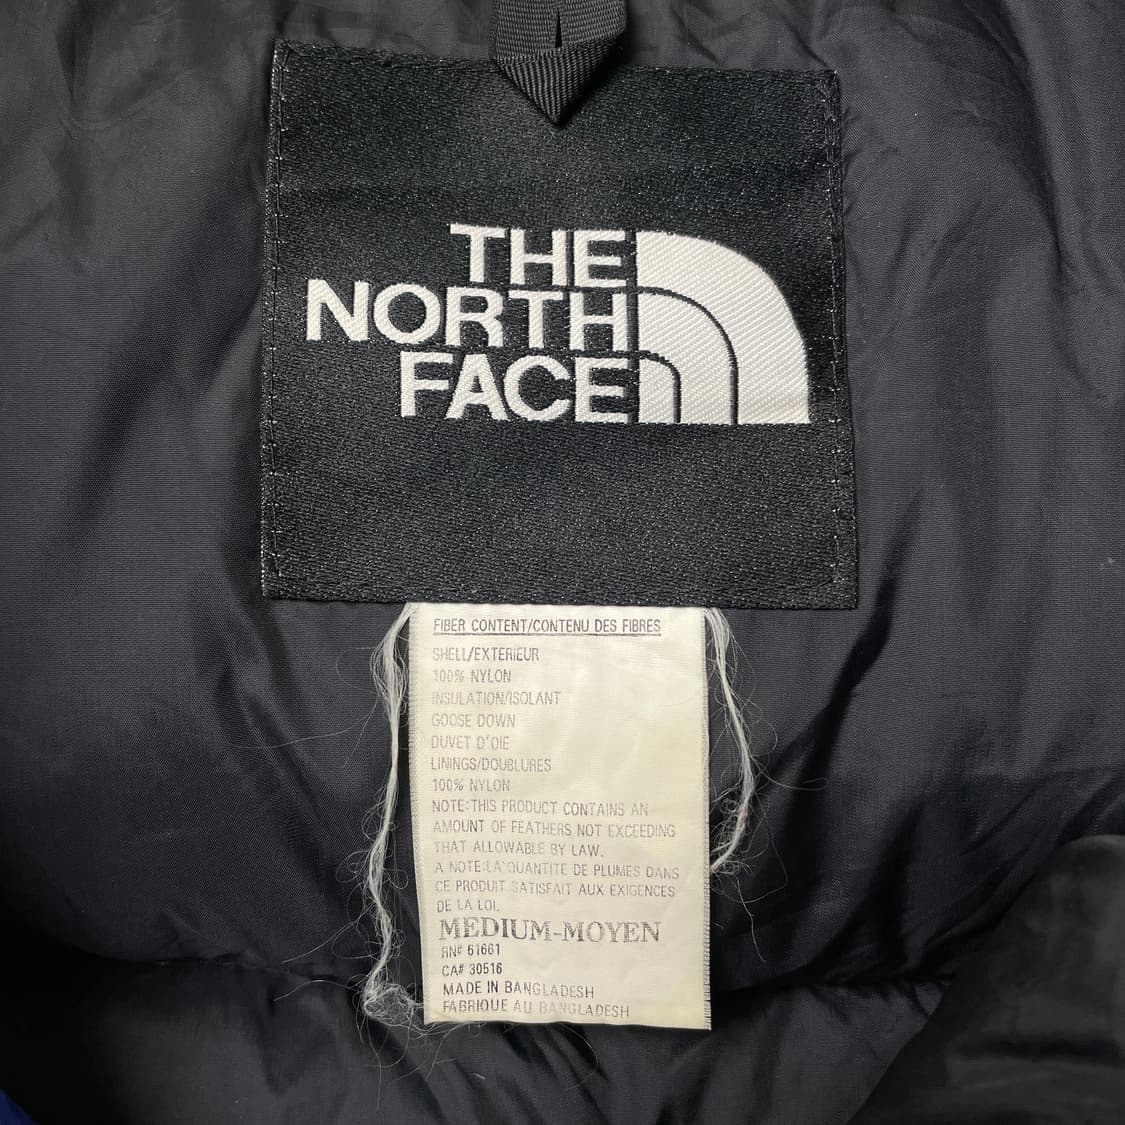 THE
NORTH
FACE
FIBER CONTENT/CONTENU DES FIBRES
SHELL/EXTERIEUR
100% NYLON
INSULATION/ISOLANT
GOOSE DOWN
DUVET D'OIE
LININGS/DOUBLURES
100% NYLON
NOTE:THIS PRODUCT CONTAINS AN
AMOUNT OF FEATHERS NOT EXCEEDING
THAT ALLOWABLE BY LAW.
A NOTE:LA QUANTITE DE PLUMES DANS
CE PRODUIT SATISFAIT AUX EXIGENCES
DE LA LOI.
MEDIUM-MOYEN
RN# 61661
CA# 30516
MADE IN BANGLADESH
FABRIQUE AU BANGLADESH